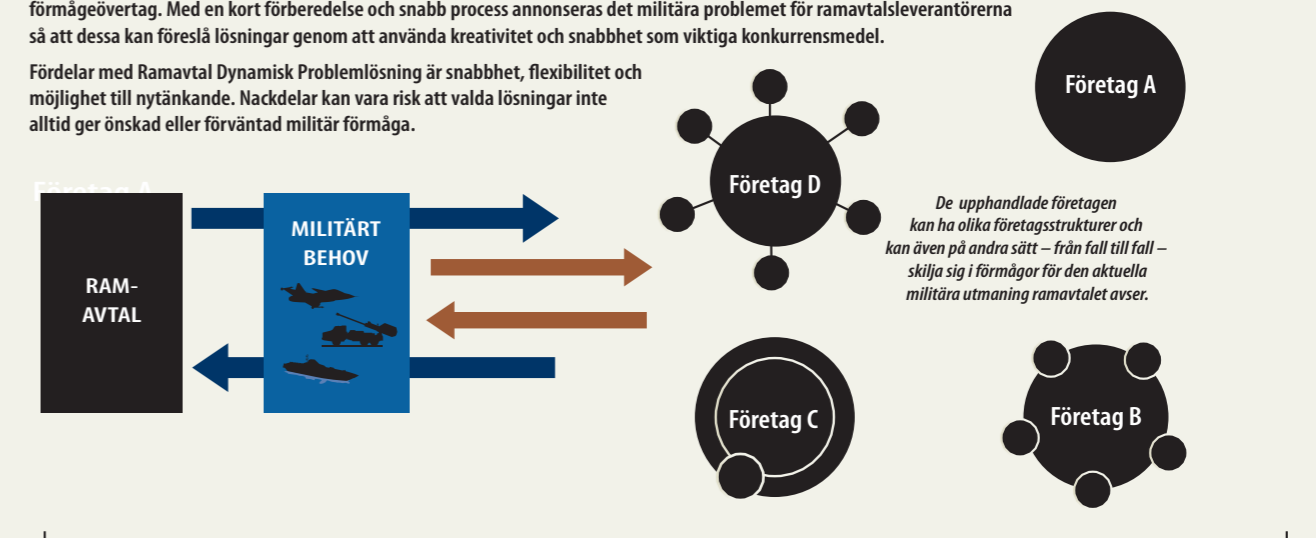 förmågeövertag. Med en kort förberedelse och snabb process annonseras det militära problemet för ramavtalsleverantörerna
så att dessa kan föreslå lösningar genom att använda kreativitet och snabbhet som viktiga konkurrensmedel.
Fördelar med Ramavtal Dynamisk Problemlösning är snabbhet, flexibilitet och
möjlighet till nytänkande. Nackdelar kan vara risk att valda lösningar inte
alltid ger önskad eller förväntad militär förmåga.
Företag A
Företag D
Företag A
RAM-
AVTAL
MILITÄRT
BEHOV
De upphandlade företagen
kan ha olika företagsstrukturer och
kan även på andra sätt – från fall till fall –
skilja sig i förmågor för den aktuella
militära utmaning ramavtalet avser.
Företag C
Företag B